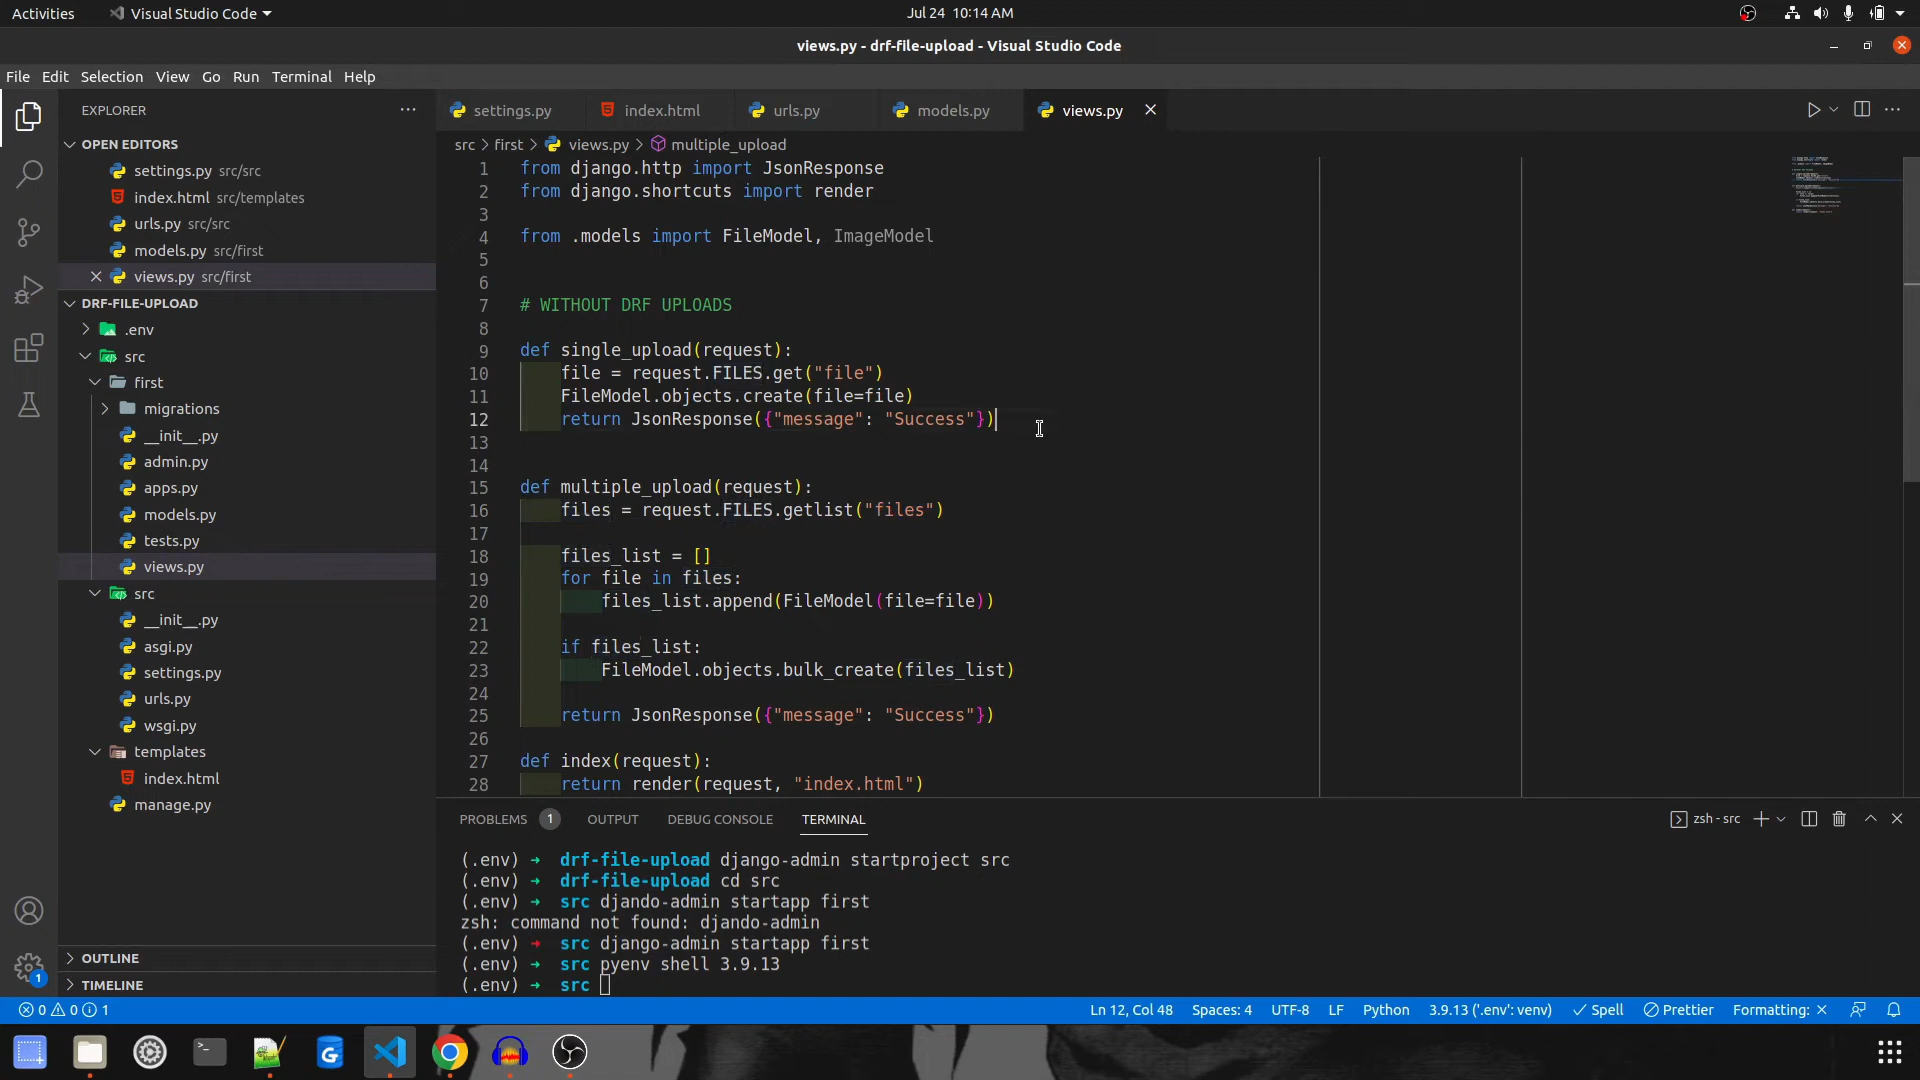 Activities
Visual Studio Code
Jul 24 10:14 AM
views.py - drf-file-upload - Visual Studio Code
File Edit Selection View Go Run Terminal Help
EXPLORER
OPEN EDITORS
settings.py src/src
index.html src/templates
urls.py src/src
models.py src/first
views.py src/first
DRF-FILE-UPLOAD
.env
src
first
migrations
__init__.py
admin.py
apps.py
models.py
tests.py
views.py
src
__init__.py
asgi.py
settings.py
urls.py
wsgi.py
templates
index.html
manage.py
OUTLINE
TIMELINE
settings.py
index.html
urls.py
models.py
views.py
src > first > views.py > multiple_upload
1 from django.http import JsonResponse
2 from django.shortcuts import render
3
4 from .models import FileModel, ImageModel
5
6
7 # WITHOUT DRF UPLOADS
8
9 def single_upload(request):
10 file = request.FILES.get("file")
11 FileModel.objects.create(file=file)
12 return JsonResponse({"message": "Success"})
13
14
15 def multiple_upload(request):
16 files = request.FILES.getlist("files")
17
18 files_list = []
19 for file in files:
20 files_list.append(FileModel(file=file))
21
22 if files_list:
23 FileModel.objects.bulk_create(files_list)
24
25 return JsonResponse({"message": "Success"})
26
27 def index(request):
28 return render(request, "index.html")
PROBLEMS 1 OUTPUT DEBUG CONSOLE TERMINAL
zsh - src
(.env) → drf-file-upload django-admin startproject src
(.env) → drf-file-upload cd src
(.env) → src djando-admin startapp first
zsh: command not found: djando-admin
(.env) → src django-admin startapp first
(.env) → src pyenv shell 3.9.13
(.env) → src
1
0 0 1
Ln 12, Col 48 Spaces: 4 UTF-8 LF Python 3.9.13 ('.env': venv) Spell Prettier Formatting: ×